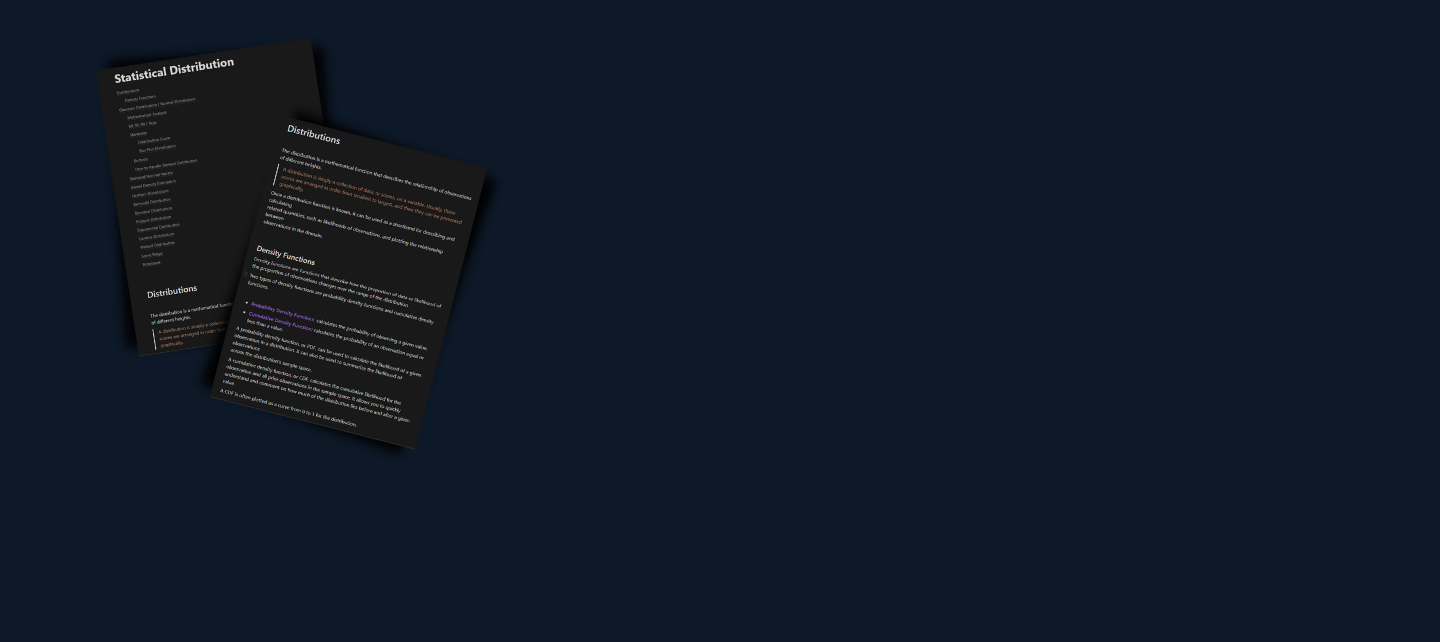 Statistical Distribution
Distributions
Density Functions
Gaussian Distribution / Normal Distribution
Mathematical Analysis
68-95-99.7 Rule
Skewness
Distribution Curve
Box Plot Distribution
Kurtosis
How to handle Skewed Distribution
Standard Normal Variate
Kernel Density Estimation
Uniform Distribution
Bernoulli Distribution
Binomial Distribution
Poisson Distribution
Exponential Distribution
Gamma Distribution
Weibull Distribution
References
Distributions
The distribution is a mathematical
of different heights.
A distribution is simply a
scores are arranged in order
graphically.
Distributions
The distribution is a mathematical function that describes the relationship of observations
of different heights.
A distribution is simply a collection of data, or scores, on a variable. Usually, these
scores are arranged in order from smallest to largest, and then they can be presented
graphically.
Once a distribution function is known, it can be used as a shorthand for describing and
calculating
related quantities, such as likelihoods of observations, and plotting the relationship
between
observations in the domain.
Density Functions
Density functions are functions that describe how the proportion of data or likelihood of
the proportion of observations changes over the range of the distribution.
Two types of density functions are probability density functions and cumulative density
functions.
• Probability Density Function: calculates the probability of observing a given value.
• Cumulative Density Function: calculates the probability of an observation equal or
less than a value.
A probability density function, or PDF, can be used to calculate the likelihood of a given
observation in a distribution. It can also be used to summarize the likelihood of
observations
across the distribution's sample space.
A cumulative density function, or CDF, calculates the cumulative likelihood for the
observation and all prior observations in the sample space. It allows you to quickly
understand and comment on how much of the distribution lies before and after a given
value.
A CDF is often plotted as a curve from 0 to 1 for the distribution.